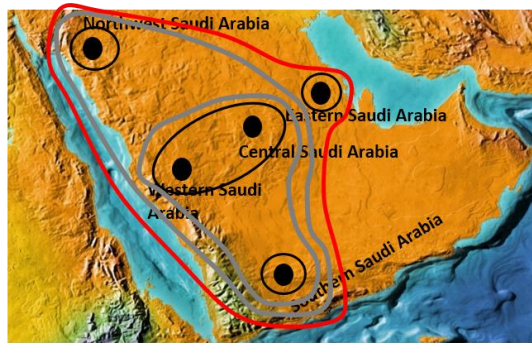 Northwest Saudi Arabia
Eastern Saudi Arabia
Central Saudi Arabia
Western Saudi
Arabia
Southern Saudi Arabia